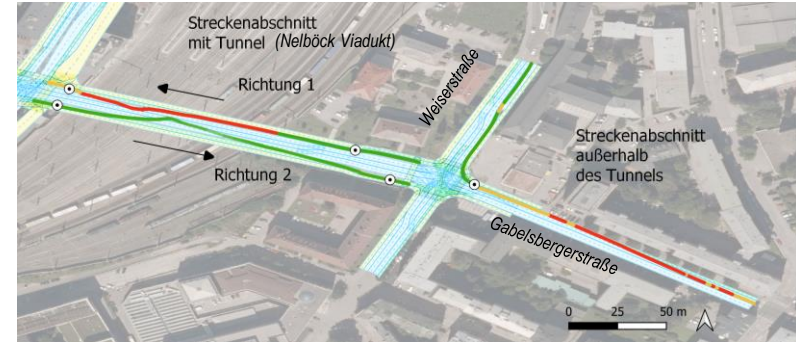 Streckenabschnitt
mit Tunnel (Nelböck Viadukt)
Richtung 1
Weiserstraße
Streckenabschnitt
außerhalb
des Tunnels
Richtung 2
Gabelsbergerstraße
0 25 50 m